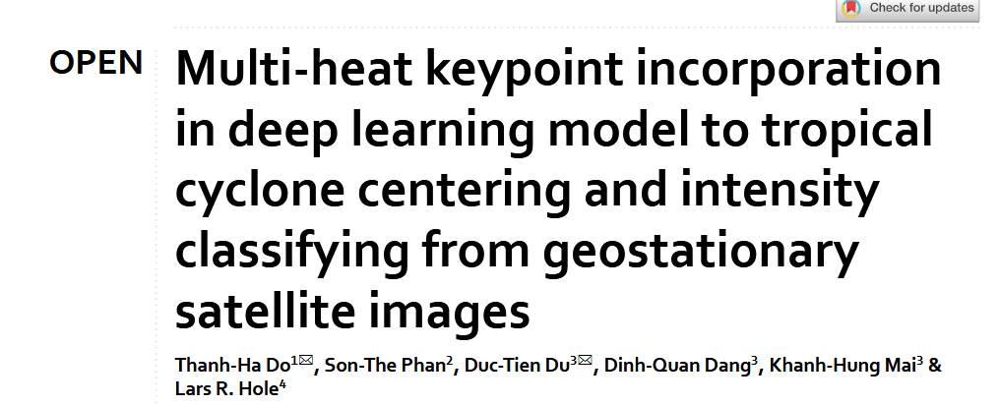 Check for updates
OPEN
Multi-heat keypoint incorporation
in deep learning model to tropical
cyclone centering and intensity
classifying from geostationary
satellite images
Thanh-Ha Do1✉, Son-The Phan2, Duc-Tien Du3✉, Dinh-Quan Dang3, Khanh-Hung Mai3 &
Lars R. Hole4